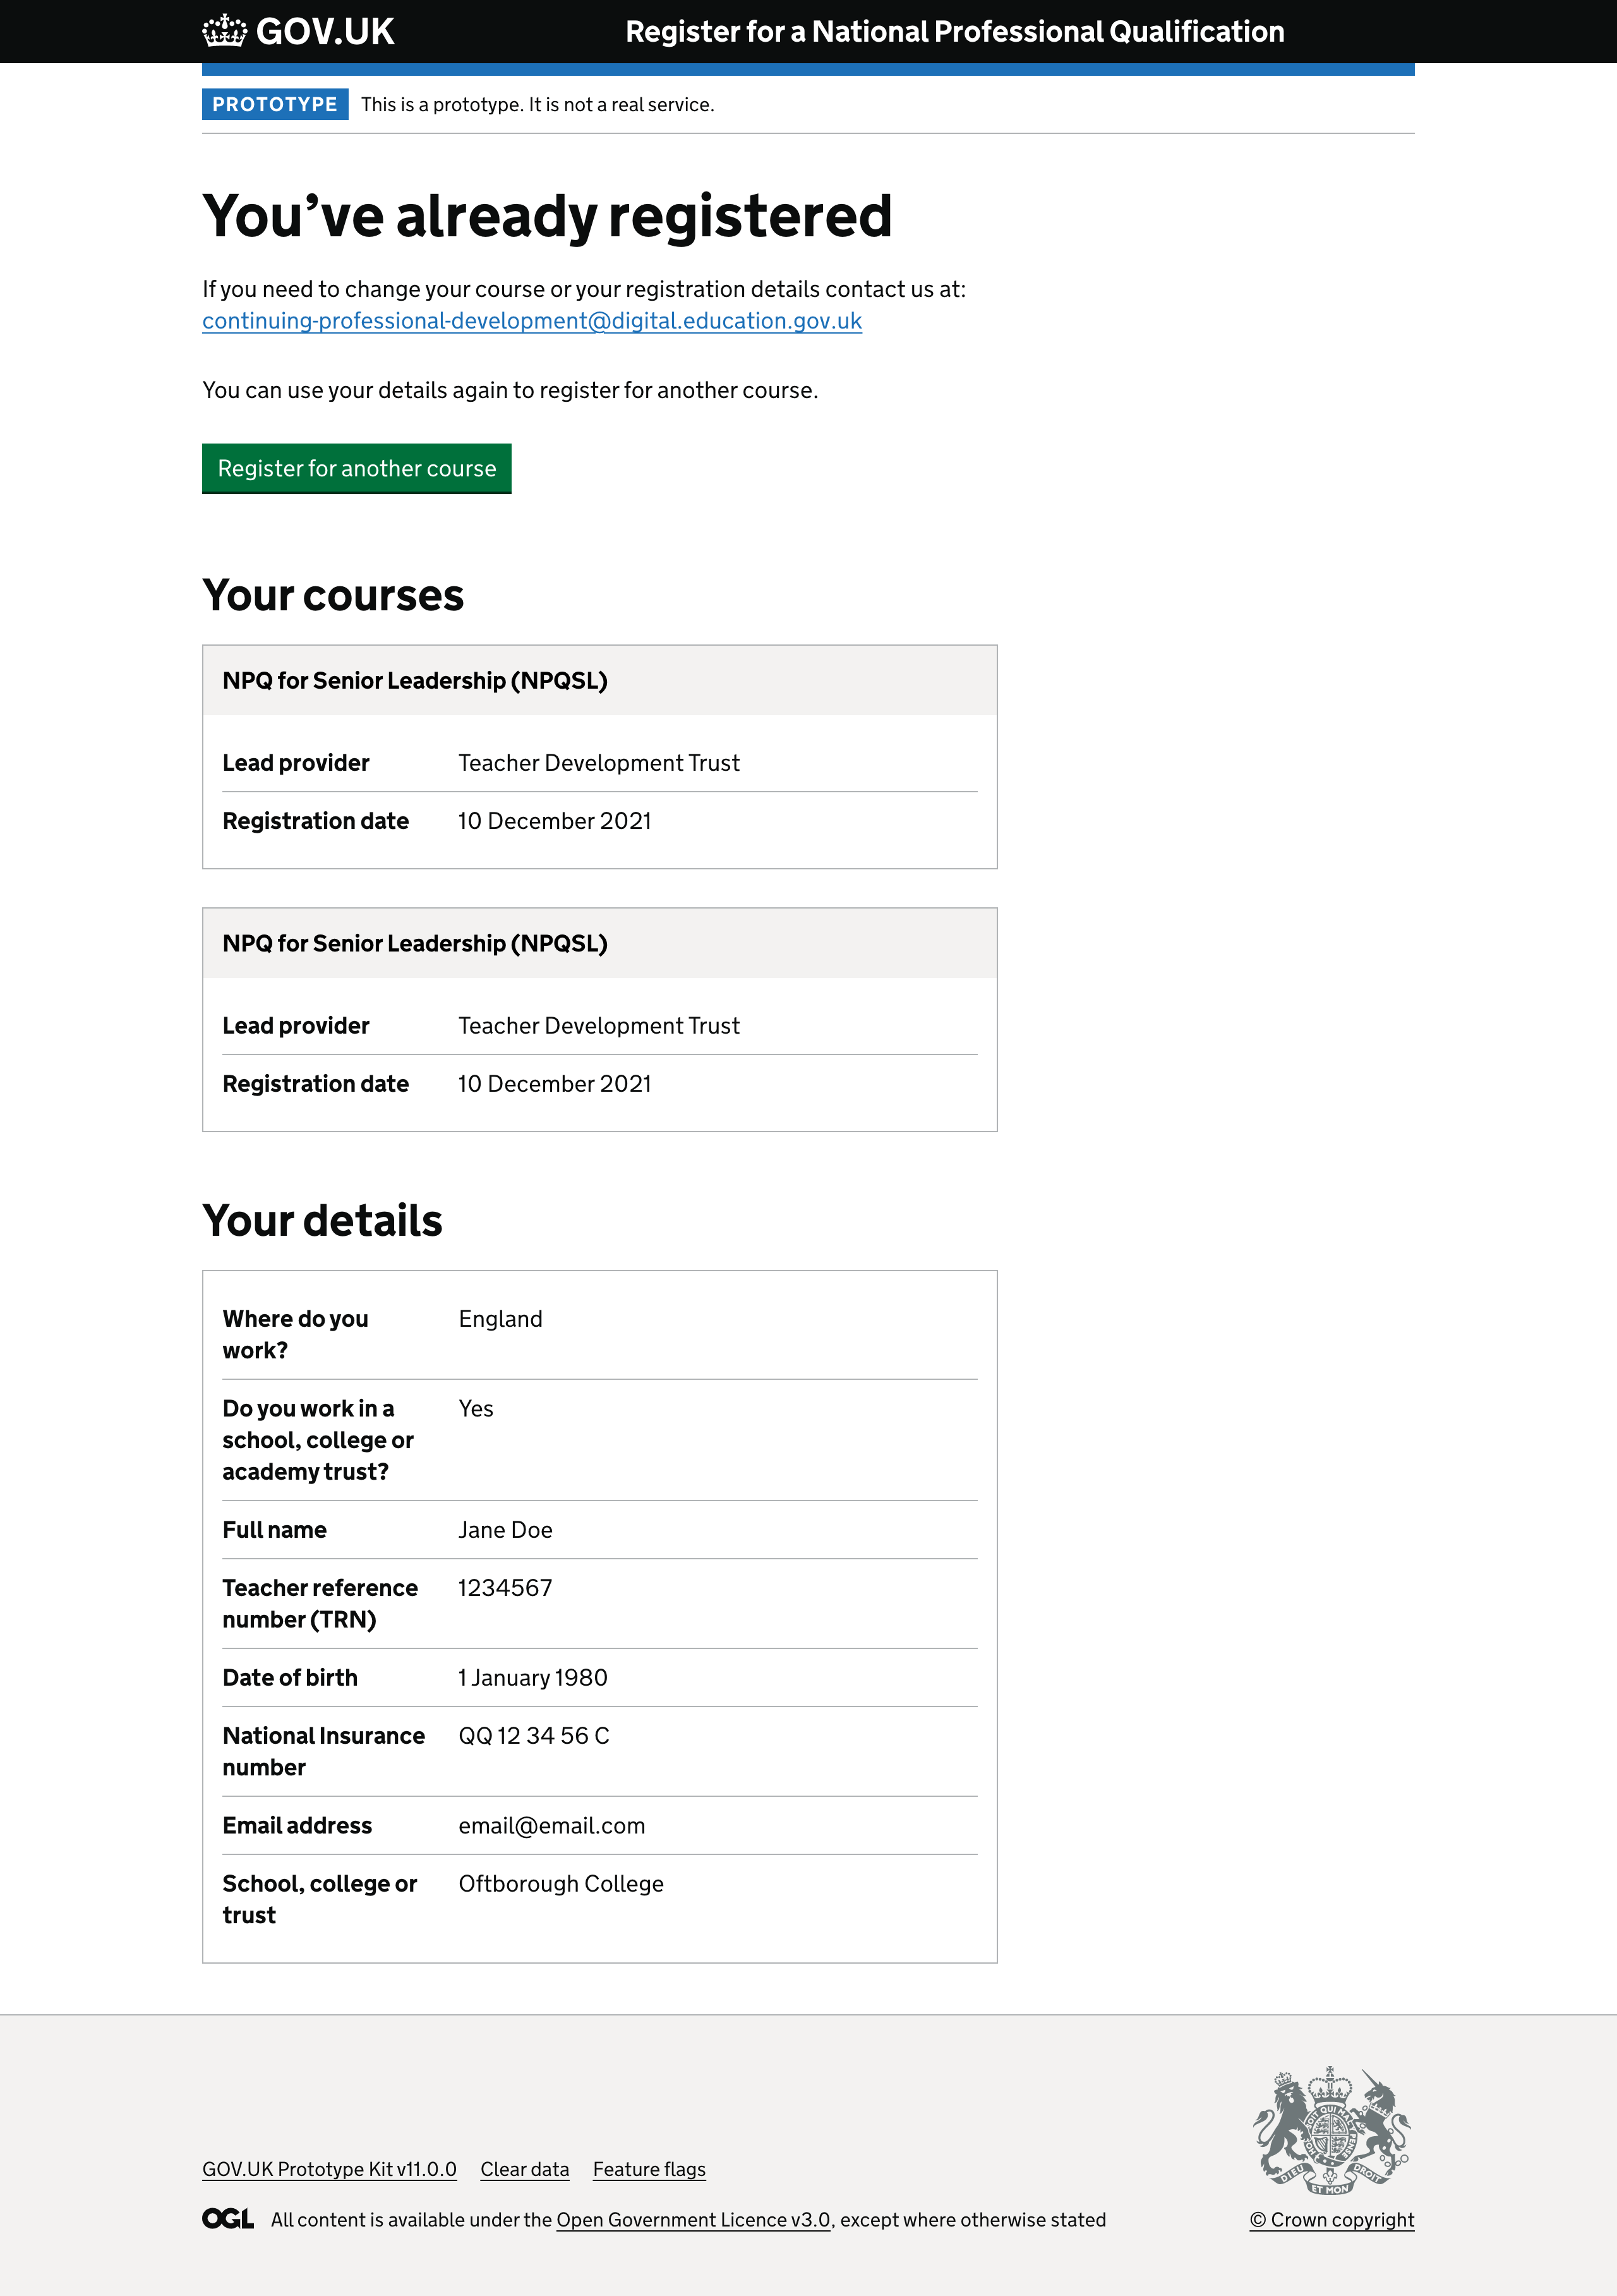 GOV.UK
Register for a National Professional Qualification
PROTOTYPE This is a prototype. It is not a real service.
You’ve already registered
If you need to change your course or your registration details contact us at:
continuing-professional-development@digital.education.gov.uk
You can use your details again to register for another course.
Register for another course
Your courses
NPQ for Senior Leadership (NPQSL)
Lead provider Teacher Development Trust
Registration date 10 December 2021
NPQ for Senior Leadership (NPQSL)
Lead provider Teacher Development Trust
Registration date 10 December 2021
Your details
Where do you England
work?
Do you work in a Yes
school, college or
academy trust?
Full name Jane Doe
Teacher reference 1234567
number (TRN)
Date of birth 1 January 1980
National Insurance QQ 12 34 56 C
number
Email address email@email.com
School, college or Oftborough College
trust
GOV.UK Prototype Kit v11.0.0 Clear data Feature flags
DIEU ET MON DROIT
OGL All content is available under the Open Government Licence v3.0, except where otherwise stated
© Crown copyright